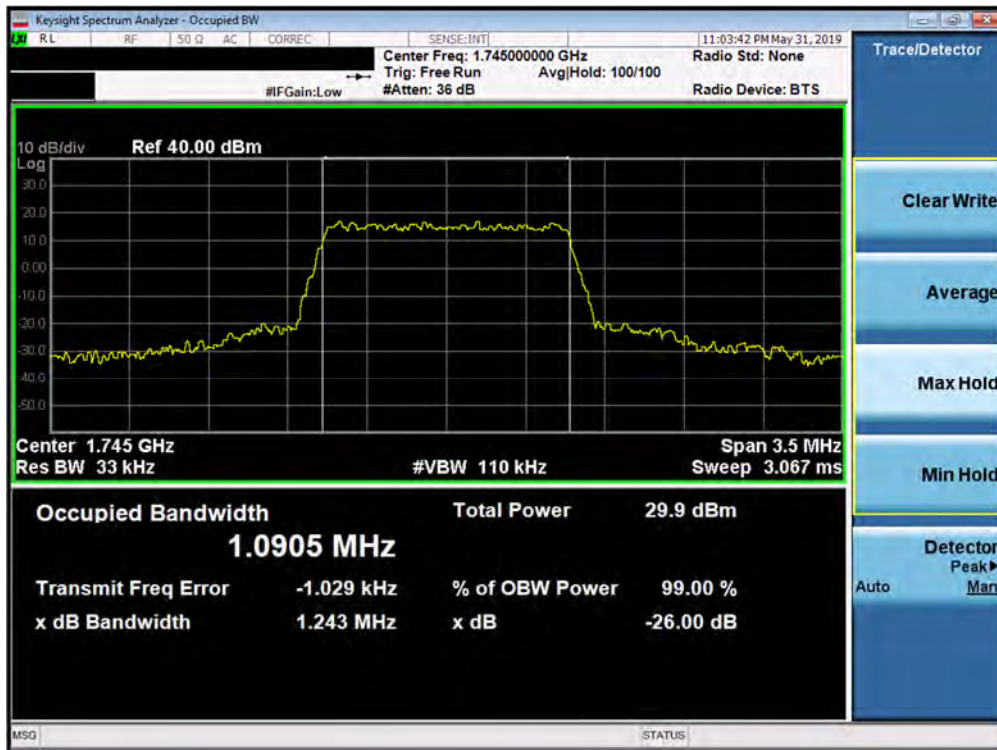 Keysight Spectrum Analyzer - Occupied BW
LXI RL RF 50 Ω AC CORREC SENSE:INT 11:03:42 PM May 31, 2019
Center Freq: 1.745000000 GHz Radio Std: None
Trig: Free Run Avg|Hold: 100/100
#IFGain:Low #Atten: 36 dB Radio Device: BTS
Trace/Detector
10 dB/div Ref 40.00 dBm
Log
30.0
20.0
10.0
0.00
-10.0
-20.0
-30.0
-40.0
-50.0
Center 1.745 GHz Span 3.5 MHz
Res BW 33 kHz #VBW 110 kHz Sweep 3.067 ms
Occupied Bandwidth Total Power 29.9 dBm
1.0905 MHz
Transmit Freq Error -1.029 kHz % of OBW Power 99.00 %
x dB Bandwidth 1.243 MHz x dB -26.00 dB
Clear Write
Average
Max Hold
Min Hold
Detector
Peak▶
Auto Man
MSG STATUS